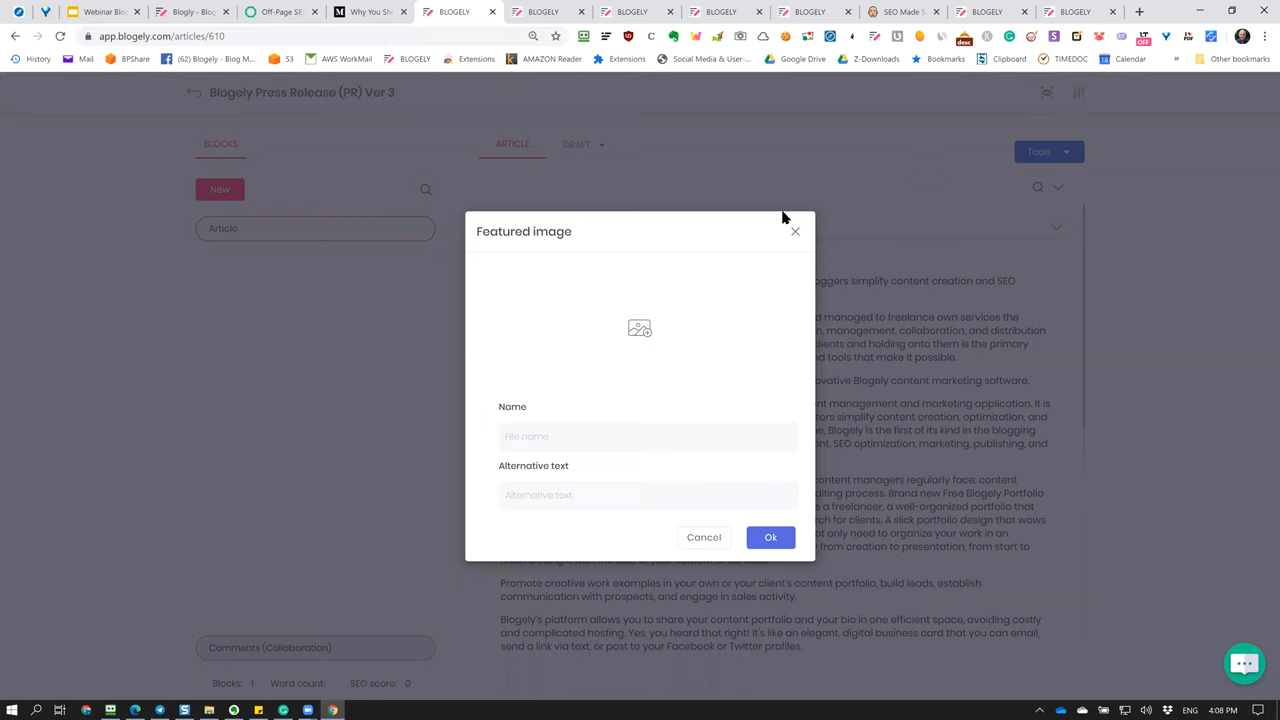 Webinar Blog
Blogly - Blog
Off-Page SEC
Why You Sh
BLOGELY
BLOGELY
BLOGELY
BLOGELY
BLOGELY
SEO Made S
BLOGELY
BLOGELY
app.blogely.com/articles/610
History
Mail
BPShare
(62) Blogely - Blog M...
S3
AWS WorkMail
BLOGELY
Extensions
AMAZON Reader
Extensions
Social Media & User-...
Google Drive
Z-Downloads
Bookmarks
Clipboard
TIMEDOC
Calendar
»
Other bookmarks
Blogely Press Release (PR) Ver 3
BLOCKS
ARTICLE
DRAFT
Tools
New
Article
Featured image
Name
File name
Alternative text
Alternative text
Cancel
Ok
oggers simplify content creation and SEO
d managed to freelance own services the
n, management, collaboration, and distribution
clients and holding onto them is the primary
nd tools that make it possible.
novative Blogely content marketing software.
nt management and marketing application. It is
tors simplify content creation, optimization, and
e, Blogely is the first of its kind in the blogging
ent, SEO optimization, marketing, publishing, and
content managers regularly face: content
diting process. Brand new Free Blogely Portfolio
s a freelancer, a well-organized portfolio that
rch for clients. A slick portfolio design that wows
ot only need to organize your work in an
y from creation to presentation, from start to
Promote creative work examples in your own or your client's content portfolio, build leads, establish
communication with prospects, and engage in sales activity.
Blogely's platform allows you to share your content portfolio and your bio in one efficient space, avoiding costly
and complicated hosting. Yes, you heard that right! It's like an elegant, digital business card that you can email,
send a link via text, or post to your Facebook or Twitter profiles.
Comments (Collaboration)
Blocks: 1 Word count: SEO score: 0
ENG
4:08 PM